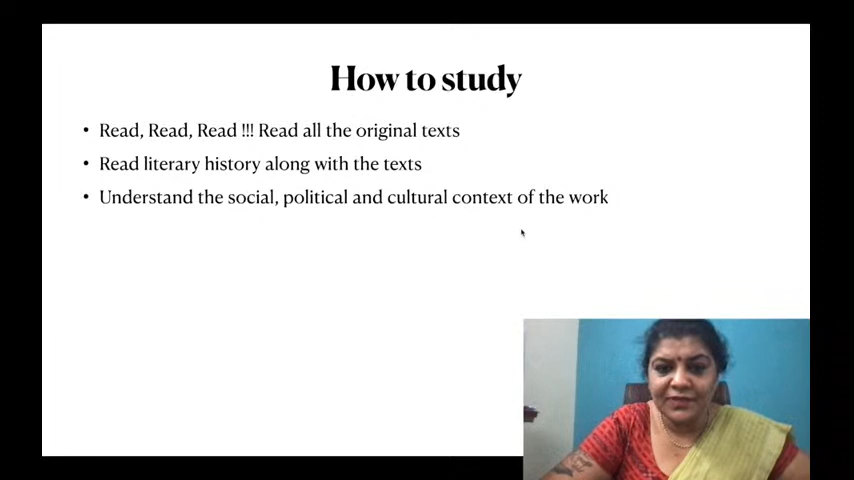 How to study
• Read, Read, Read !!! Read all the original texts
• Read literary history along with the texts
• Understand the social, political and cultural context of the work